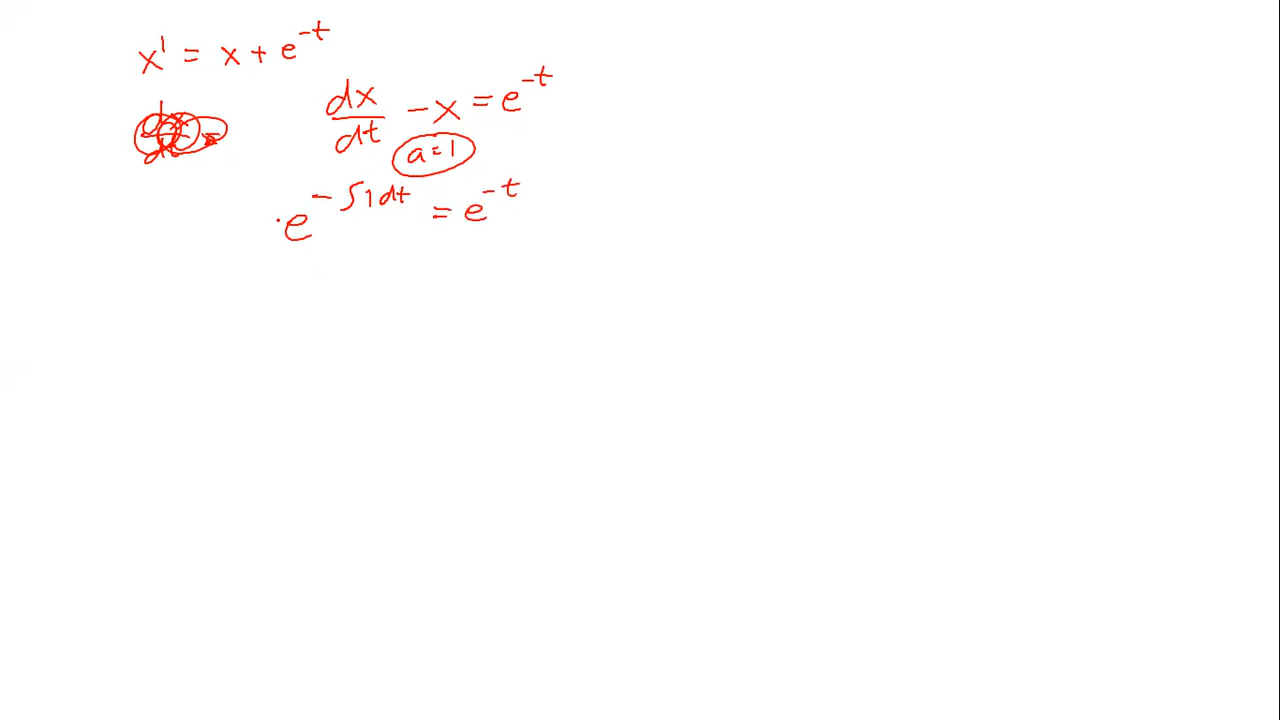 x' = x + e^{-t}
dx/dt - x = e^{-t}
a = 1
e^{-∫1dt} = e^{-t}